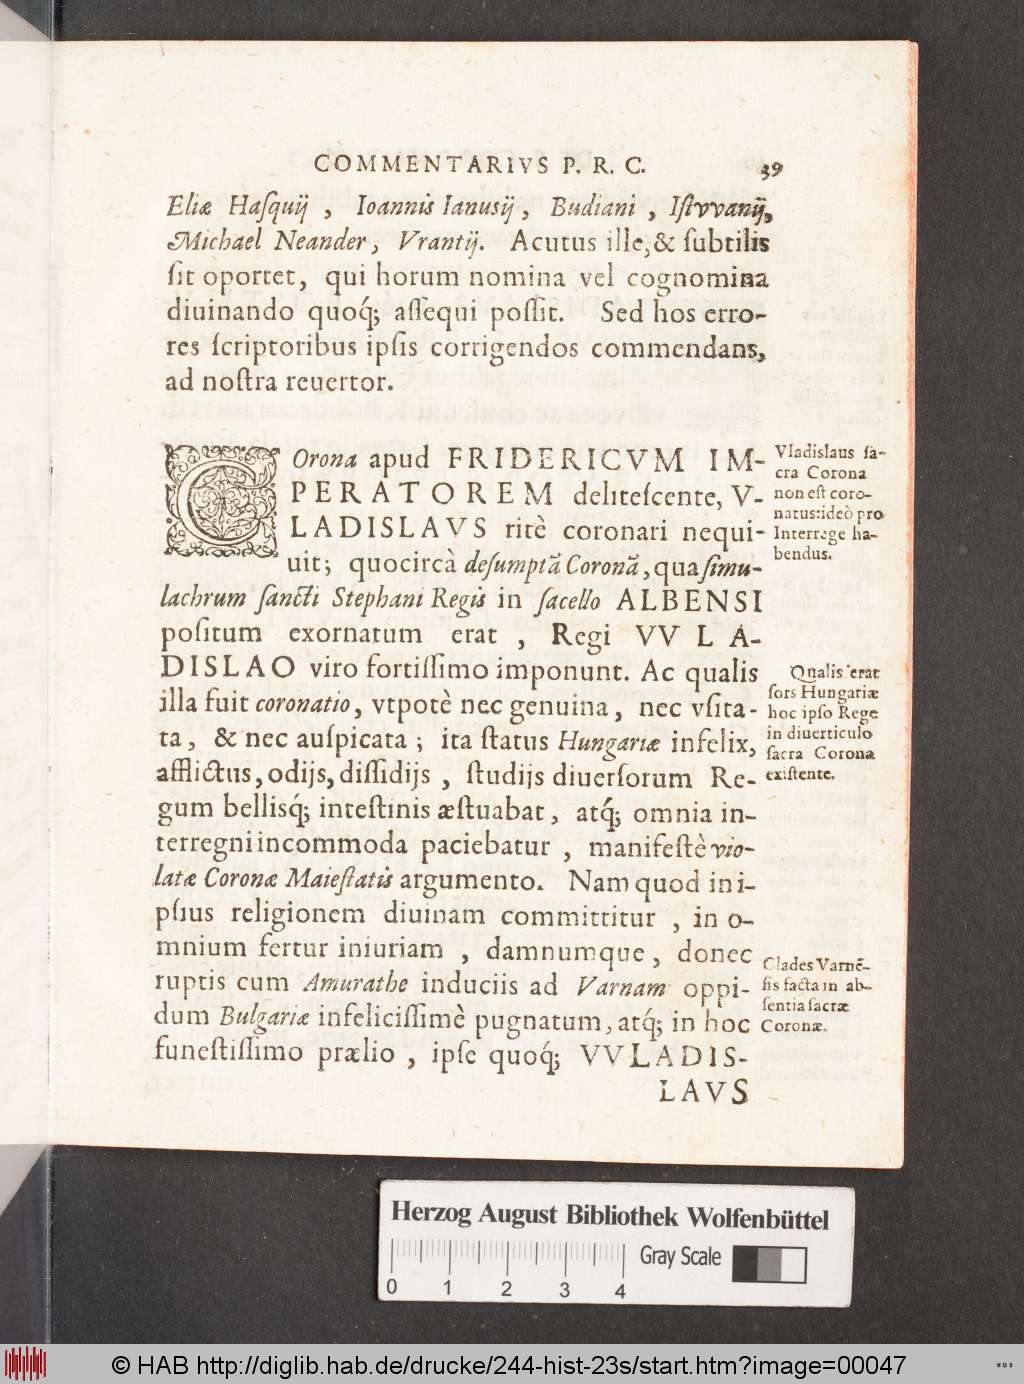 COMMENTARIVS P. R. C. 39
Eliæ Haſquij , Ioannis Ianusij, Budiani , Iſtvvanij,
Michael Neander, Vrantij. Acutus ille,& ſubtilis
ſit oportet, qui horum nomina vel cognomina
diuinando quoq́; aſſequi poſſit. Sed hos erro-
res ſcriptoribus ipſis corrigendos commendans,
ad noſtra reuertor.
COrona apud FRIDERICVM IM-
PERATOREM deliteſcente, V-
LADISLAVS ritè coronari nequi-
uit; quocircà deſumptã Coronã, qua ſimu-
lachrum ſancti Stephani Regis in ſacello ALBENSI
poſitum exornatum erat , Regi VVLA-
DISLAO viro fortiſſimo imponunt. Ac qualis
illa fuit coronatio, vtpotè nec genuina, nec vſita-
ta, & nec auſpicata ; ita ſtatus Hungariæ infelix,
afflictus, odijs, diſſidijs , ſtudijs diuerſorum Re-
gum bellisq́; inteſtinis æſtuabat, atq́; omnia in-
terregni incommoda paciebatur , manifeſtè vio-
latæ Coronæ Maieſtatis argumento. Nam quod in i-
pſius religionem diuinam committitur , in o-
mnium fertur iniuriam , damnumque, donec
ruptis cum Amurathe induciis ad Varnam oppi-
dum Bulgariæ infeliciſſimè pugnatum, atq́; in hoc
funeſtiſſimo prælio , ipſe quoq́; VVLADIS-
LAVS
Vladislaus ſa-
cra Corona
non eſt coro-
natus: ideò pro
Interrege ha-
bendus.
Qualis erat
ſors Hungariæ
hoc ipſo Rege
in diuerticulo
ſacra Corona
exiſtente.
Clades Varnẽ-
ſis facta in ab-
ſentia ſacræ
Coronæ.
Herzog August Bibliothek Wolfenbüttel
Gray Scale
0 1 2 3 4
© HAB http://diglib.hab.de/drucke/244-hist-23s/start.htm?image=00047